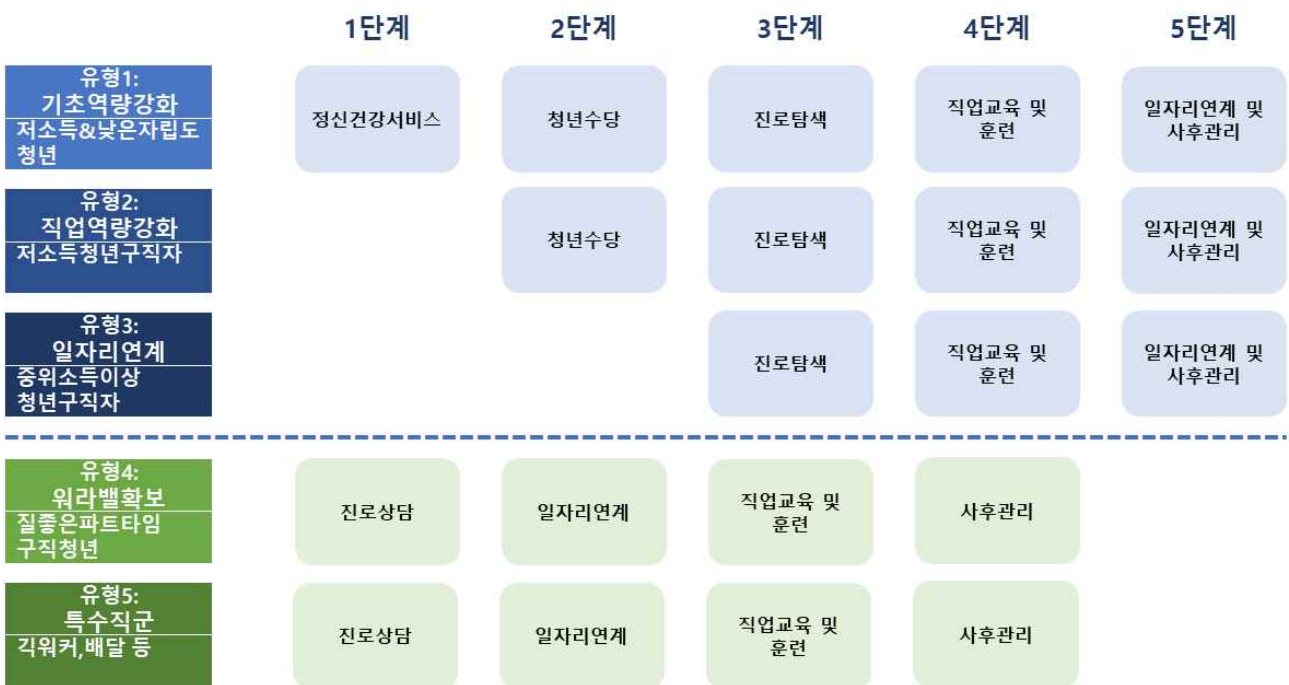 1단계 2단계 3단계 4단계 5단계
유형1:
기초역량강화
저소득&낮은자립도
청년
정신건강서비스
청년수당
진로탐색
직업교육 및
훈련
일자리연계 및
사후관리
유형2:
직업역량강화
저소득청년구직자
청년수당
진로탐색
직업교육 및
훈련
일자리연계 및
사후관리
유형3:
일자리연계
중위소득이상
청년구직자
진로탐색
직업교육 및
훈련
일자리연계 및
사후관리
유형4:
워라밸확보
질좋은파트타임
구직청년
진로상담
일자리연계
직업교육 및
훈련
사후관리
유형5:
특수직군
긱워커,배달 등
진로상담
일자리연계
직업교육 및
훈련
사후관리